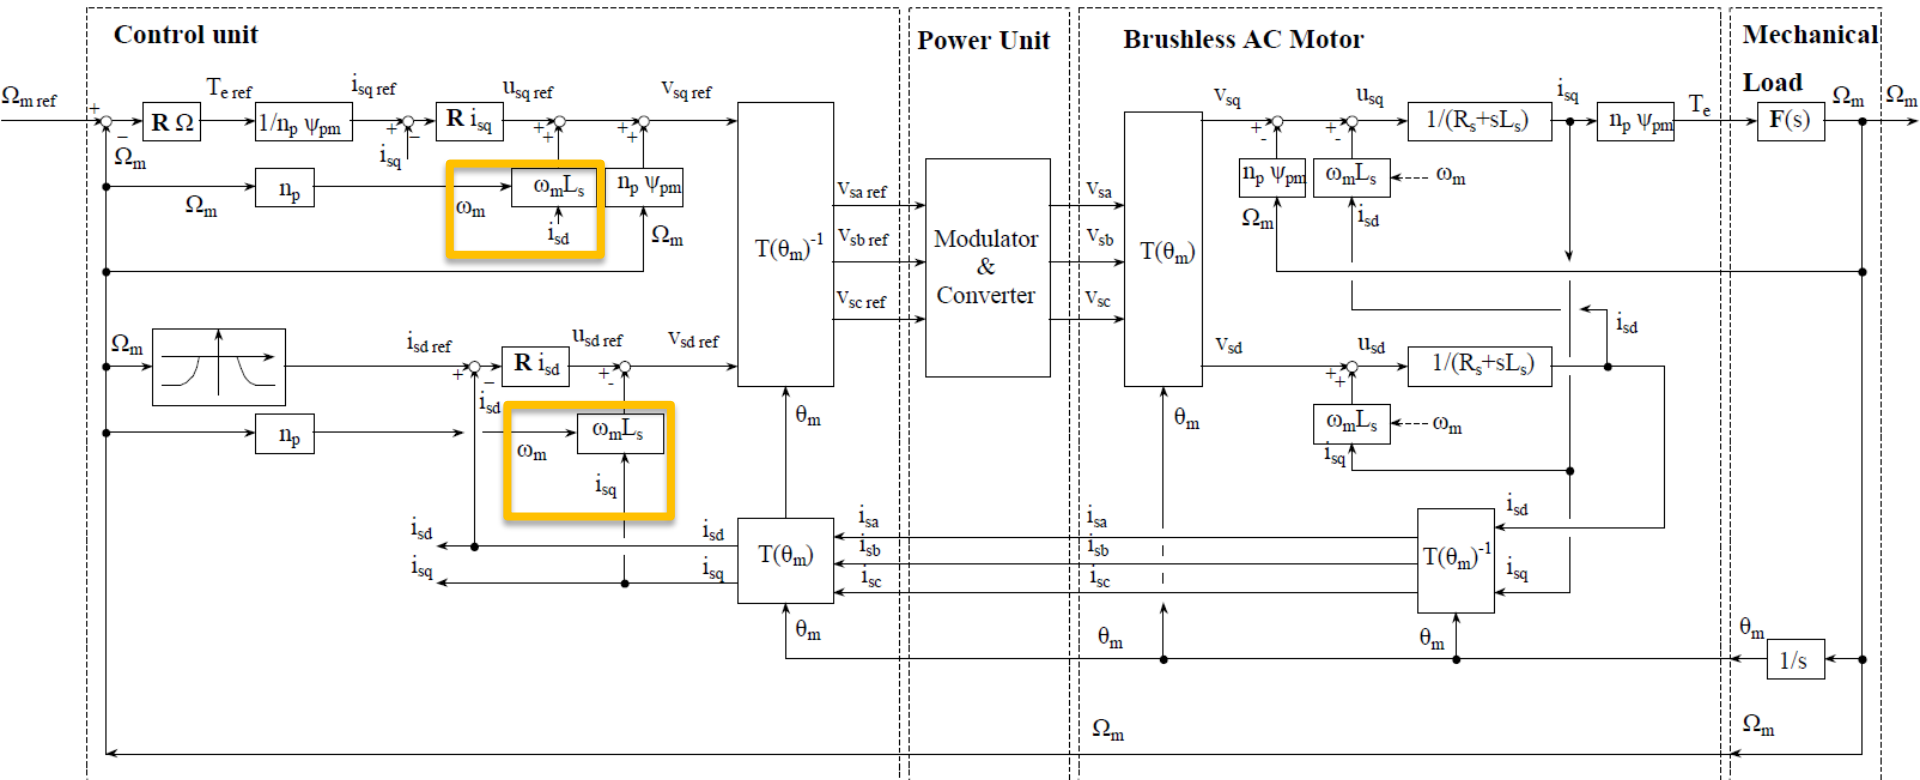 Control unit
Power Unit
Brushless AC Motor
Mechanical
Load
Ωm ref
+
−
Ωm
R Ω
Te ref
1/np ψpm
isq ref
+
−
isq
R isq
usq ref
++
vsq ref
++
Ωm
np
ωm
ωmLs
isd
np ψpm
Ωm
T(θm)-1
vsa ref
vsb ref
vsc ref
Modulator
&
Converter
vsa
vsb
vsc
T(θm)
vsq
+
-
np ψpm
Ωm
usq
+
-
ωmLs
ωm
isd
1/(Rs+sLs)
isq
np ψpm
Te
F(s)
Ωm
Ωm
Ωm
isd ref
+
−
isd
R isd
usd ref
+
-
vsd ref
np
ωm
ωmLs
isq
θm
vsd
θm
usd
++
1/(Rs+sLs)
isd
ωmLs
ωm
isq
isd
isq
isd
isq
T(θm)
isa
isb
isc
isa
isb
isc
T(θm)-1
isd
isq
θm
θm
θm
θm
1/s
Ωm
Ωm